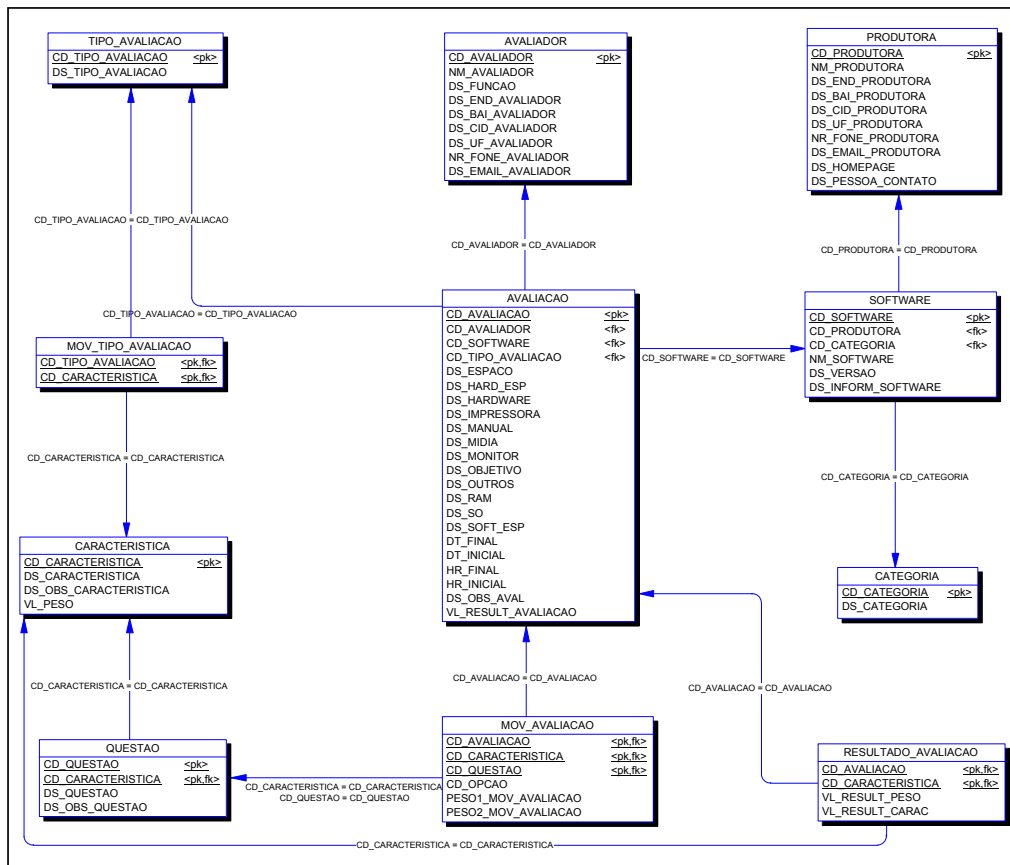 TIPO_AVALIACAO
CD_TIPO_AVALIACAO <pk>
DS_TIPO_AVALIACAO
AVALIADOR
CD_AVALIADOR <pk>
NM_AVALIADOR
DS_FUNCAO
DS_END_AVALIADOR
DS_BAI_AVALIADOR
DS_CID_AVALIADOR
DS_UF_AVALIADOR
NR_FONE_AVALIADOR
DS_EMAIL_AVALIADOR
PRODUTORA
CD_PRODUTORA <pk>
NM_PRODUTORA
DS_END_PRODUTORA
DS_BAI_PRODUTORA
DS_CID_PRODUTORA
DS_UF_PRODUTORA
NR_FONE_PRODUTORA
DS_EMAIL_PRODUTORA
DS_HOMEPAGE
DS_PESSOA_CONTATO
CD_TIPO_AVALIACAO = CD_TIPO_AVALIACAO
CD_AVALIADOR = CD_AVALIADOR
CD_PRODUTORA = CD_PRODUTORA
CD_TIPO_AVALIACAO = CD_TIPO_AVALIACAO
MOV_TIPO_AVALIACAO
CD_TIPO_AVALIACAO <pk,fk>
CD_CARACTERISTICA <pk,fk>
AVALIACAO
CD_AVALIACAO <pk>
CD_AVALIADOR <fk>
CD_SOFTWARE <fk>
CD_TIPO_AVALIACAO <fk>
DS_ESPACO
DS_HARD_ESP
DS_HARDWARE
DS_IMPRESSORA
DS_MANUAL
DS_MIDIA
DS_MONITOR
DS_OBJETIVO
DS_OUTROS
DS_RAM
DS_SO
DS_SOFT_ESP
DT_FINAL
DT_INICIAL
HR_FINAL
HR_INICIAL
DS_OBS_AVAL
VL_RESULT_AVALIACAO
CD_SOFTWARE = CD_SOFTWARE
SOFTWARE
CD_SOFTWARE <pk>
CD_PRODUTORA <fk>
CD_CATEGORIA <fk>
NM_SOFTWARE
DS_VERSAO
DS_INFORM_SOFTWARE
CD_CARACTERISTICA = CD_CARACTERISTICA
CD_CATEGORIA = CD_CATEGORIA
CARACTERISTICA
CD_CARACTERISTICA <pk>
DS_CARACTERISTICA
DS_OBS_CARACTERISTICA
VL_PESO
CATEGORIA
CD_CATEGORIA <pk>
DS_CATEGORIA
CD_CARACTERISTICA = CD_CARACTERISTICA
CD_AVALIACAO = CD_AVALIACAO
CD_AVALIACAO = CD_AVALIACAO
QUESTAO
CD_QUESTAO <pk>
CD_CARACTERISTICA <pk,fk>
DS_QUESTAO
DS_OBS_QUESTAO
CD_CARACTERISTICA = CD_CARACTERISTICA
CD_QUESTAO = CD_QUESTAO
MOV_AVALIACAO
CD_AVALIACAO <pk,fk>
CD_CARACTERISTICA <pk,fk>
CD_QUESTAO <pk,fk>
CD_OPCAO
PESO1_MOV_AVALIACAO
PESO2_MOV_AVALIACAO
RESULTADO_AVALIACAO
CD_AVALIACAO <pk,fk>
CD_CARACTERISTICA <pk,fk>
VL_RESULT_PESO
VL_RESULT_CARAC
CD_CARACTERISTICA = CD_CARACTERISTICA